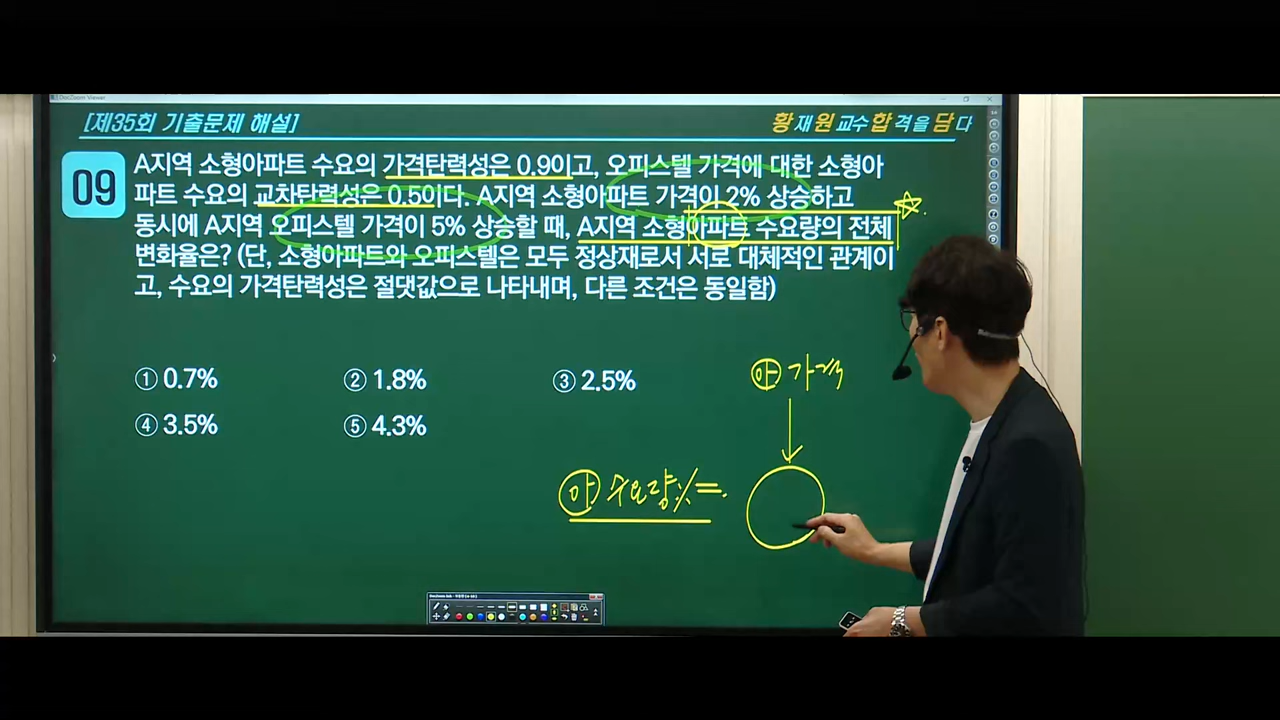 [제35회 기출문제 해설]
황재원 교수 합격을 담다
09
A지역 소형아파트 수요의 가격탄력성은 0.9이고, 오피스텔 가격에 대한 소형아
파트 수요의 교차탄력성은 0.5이다. A지역 소형아파트 가격이 2% 상승하고
동시에 A지역 오피스텔 가격이 5% 상승할 때, A지역 소형아파트 수요량의 전체
변화율은? (단, 소형아파트와 오피스텔은 모두 정상재로서 서로 대체적인 관계이
고, 수요의 가격탄력성은 절댓값으로 나타내며, 다른 조건은 동일함)
① 0.7% ② 1.8% ③ 2.5%
④ 3.5% ⑤ 4.3%
아 가격
아 수요량% =